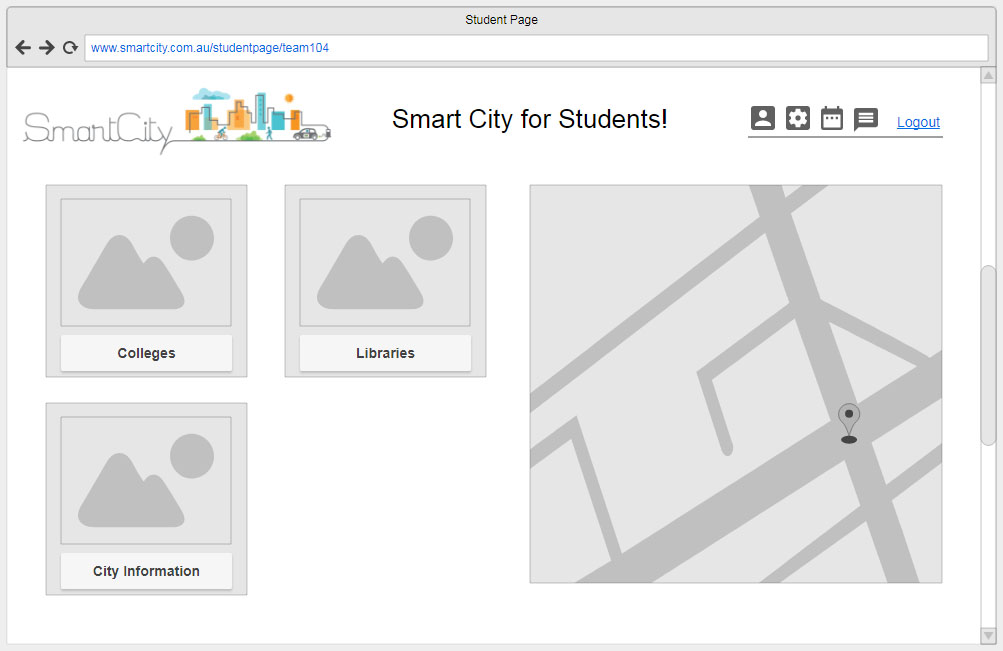 Student Page
www.smartcity.com.au/studentpage/team104
SmartCity
Smart City for Students!
Logout
Colleges
Libraries
City Information